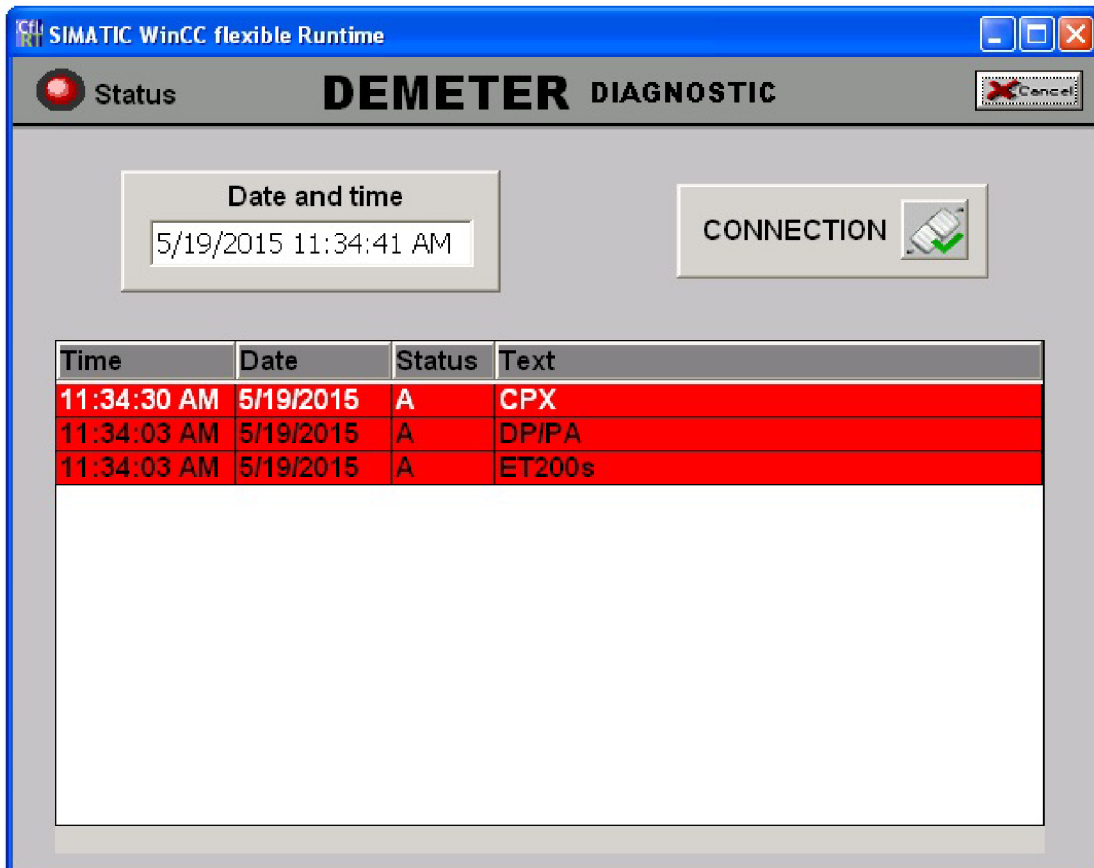 SIMATIC WinCC flexible Runtime
Status DEMETER DIAGNOSTIC Cancel
Date and time
5/19/2015 11:34:41 AM
CONNECTION
Time Date Status Text
11:34:30 AM 5/19/2015 A CPX
11:34:03 AM 5/19/2015 A DP/PA
11:34:03 AM 5/19/2015 A ET200s